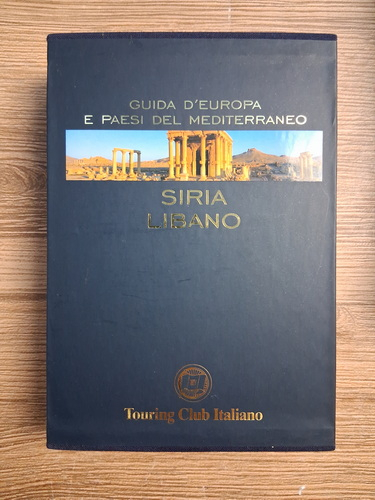 GUIDA D'EUROPA
E PAESI DEL MEDITERRANEO
SIRIA
LIBANO
Touring Club Italiano